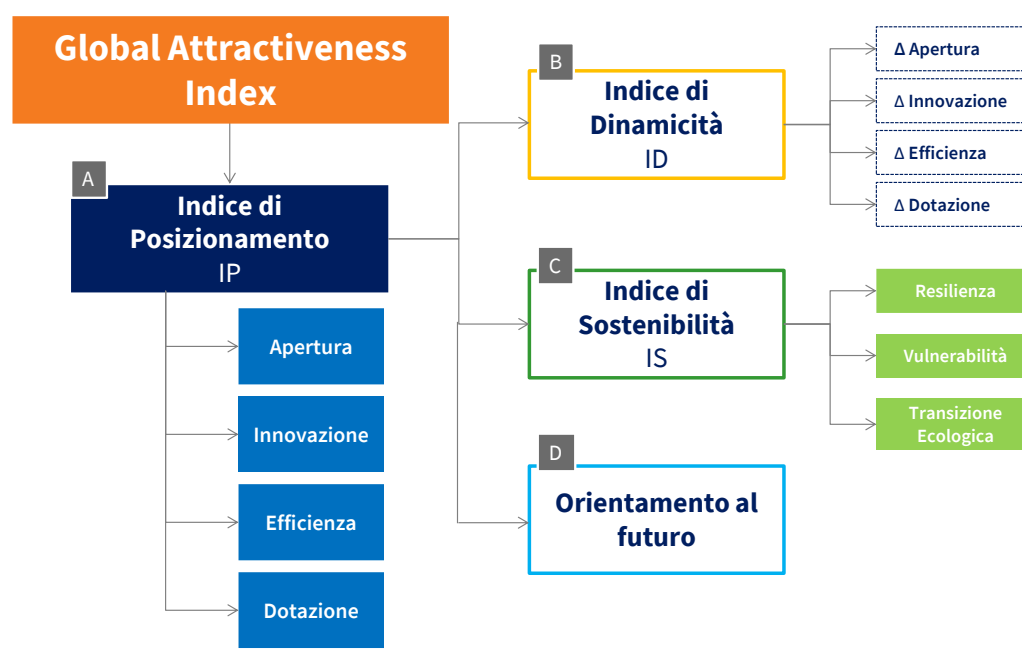 Global Attractiveness
Index
A
Indice di
Posizionamento
IP
Apertura
Innovazione
Efficienza
Dotazione
B
Indice di
Dinamicità
ID
Δ Apertura
Δ Innovazione
Δ Efficienza
Δ Dotazione
C
Indice di
Sostenibilità
IS
Resilienza
Vulnerabilità
Transizione
Ecologica
D
Orientamento al
futuro